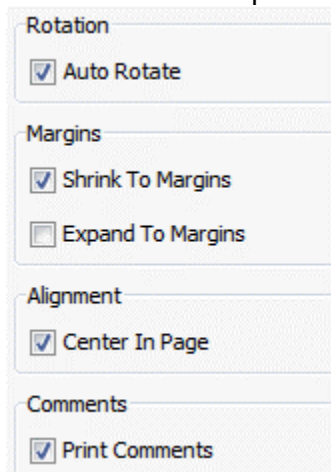 Rotation
Auto Rotate
Margins
Shrink To Margins
Expand To Margins
Alignment
Center In Page
Comments
Print Comments